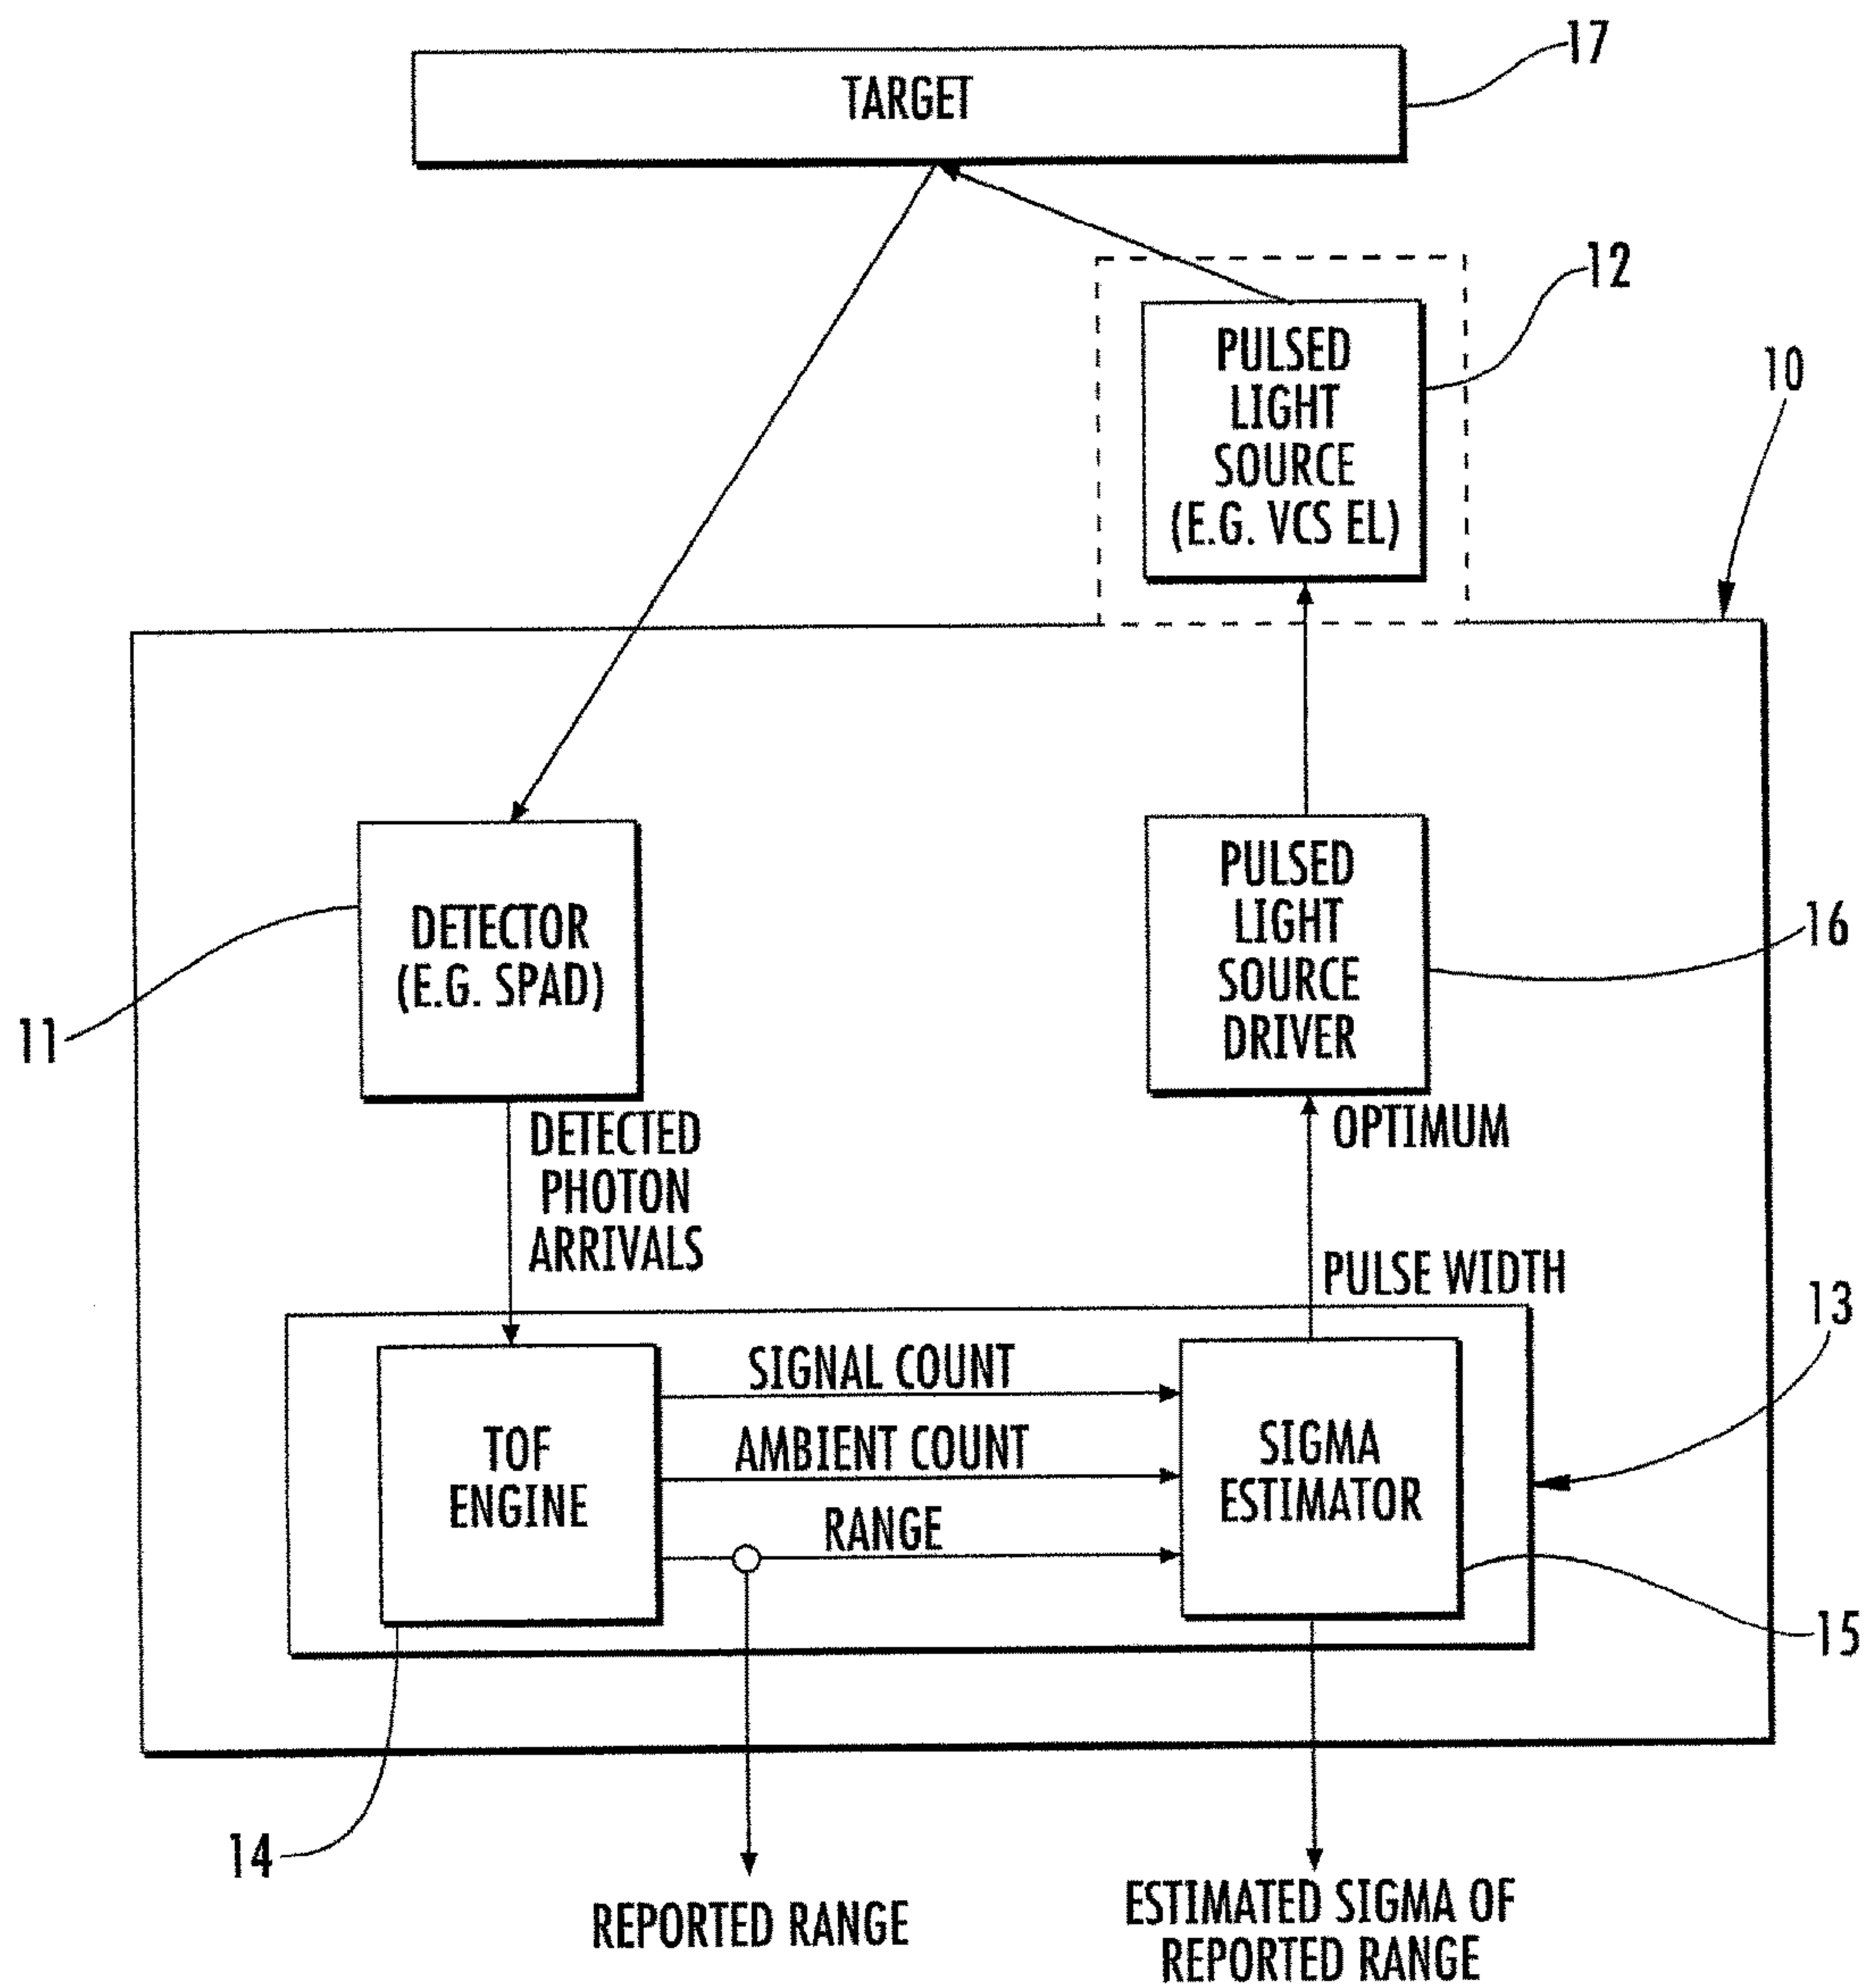 17
TARGET
12
PULSED
LIGHT
SOURCE
(E.G. VCS EL)
10
DETECTOR
(E.G. SPAD)
11
PULSED
LIGHT
SOURCE
DRIVER
16
DETECTED
PHOTON
ARRIVALS
OPTIMUM
PULSE WIDTH
13
TOF
ENGINE
SIGNAL COUNT
AMBIENT COUNT
RANGE
SIGMA
ESTIMATOR
15
14
REPORTED RANGE
ESTIMATED SIGMA OF
REPORTED RANGE